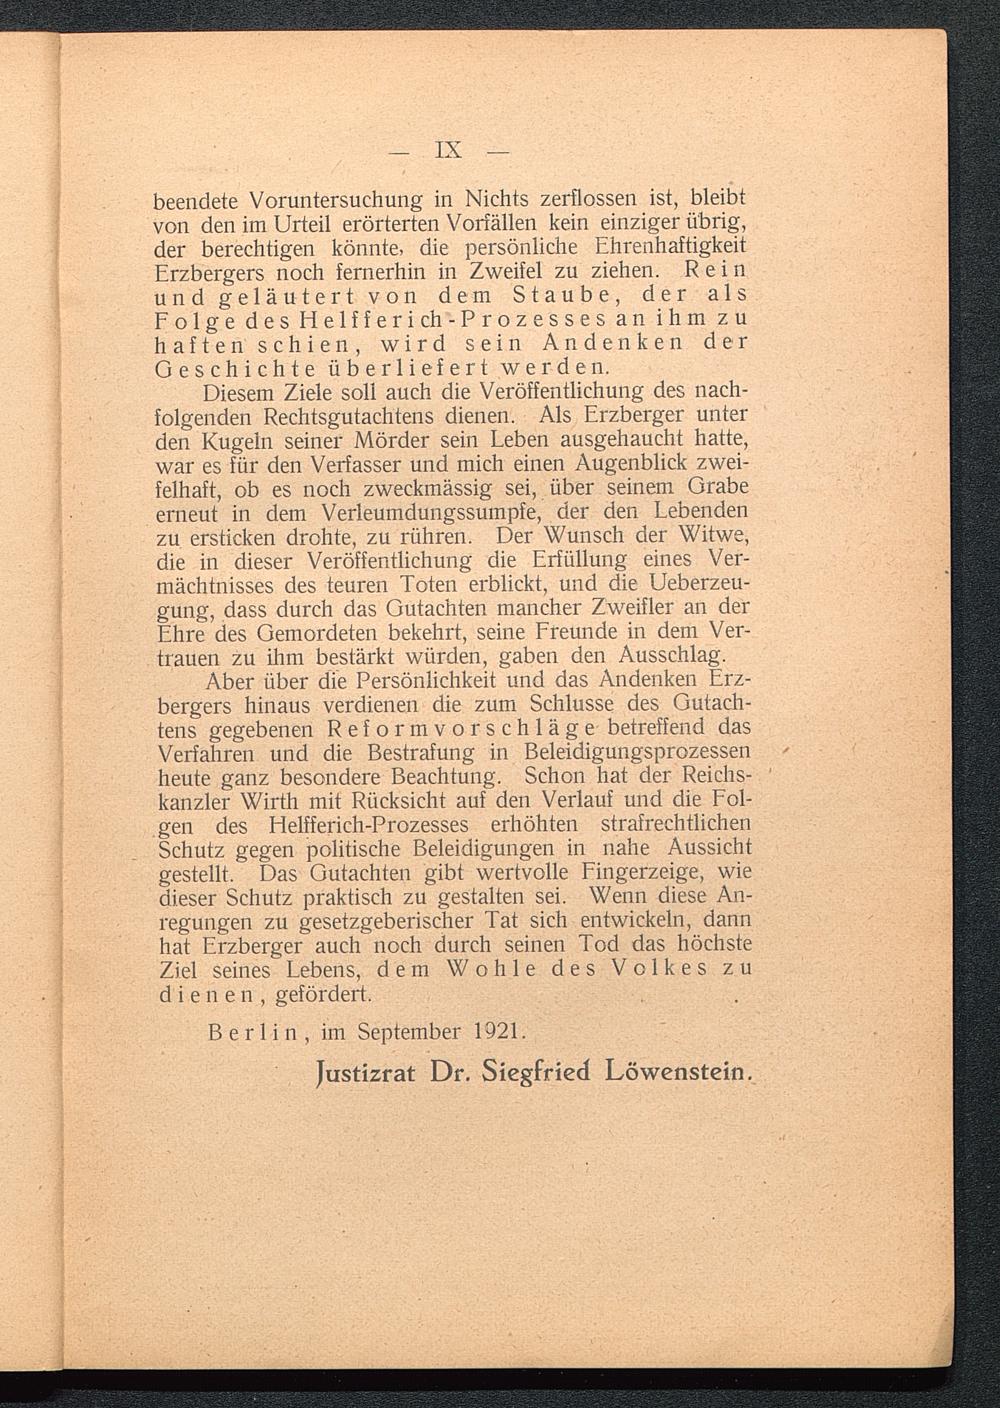 — IX —
beendete Voruntersuchung in Nichts zerflossen ist, bleibt
von den im Urteil erörterten Vorfällen kein einziger übrig,
der berechtigen könnte, die persönliche Ehrenhaftigkeit
Erzbergers noch fernerhin in Zweifel zu ziehen. Rein
und geläutert von dem Staube, der als
Folge des Helfferich-Prozesses an ihm zu
haften schien, wird sein Andenken der
Geschichte überliefert werden.
Diesem Ziele soll auch die Veröffentlichung des nach-
folgenden Rechtsgutachtens dienen. Als Erzberger unter
den Kugeln seiner Mörder sein Leben ausgehaucht hatte,
war es für den Verfasser und mich einen Augenblick zwei-
felhaft, ob es noch zweckmässig sei, über seinem Grabe
erneut in dem Verleumdungssumpfe, der den Lebenden
zu ersticken drohte, zu rühren. Der Wunsch der Witwe,
die in dieser Veröffentlichung die Erfüllung eines Ver-
mächtnisses des teuren Toten erblickt, und die Ueberzeu-
gung, dass durch das Gutachten mancher Zweifler an der
Ehre des Gemordeten bekehrt, seine Freunde in dem Ver-
trauen zu ihm bestärkt würden, gaben den Ausschlag.
Aber über die Persönlichkeit und das Andenken Erz-
bergers hinaus verdienen die zum Schlusse des Gutach-
tens gegebenen Reformvorschläge betreffend das
Verfahren und die Bestrafung in Beleidigungsprozessen
heute ganz besondere Beachtung. Schon hat der Reichs-
kanzler Wirth mit Rücksicht auf den Verlauf und die Fol-
gen des Helfferich-Prozesses erhöhten strafrechtlichen
Schutz gegen politische Beleidigungen in nahe Aussicht
gestellt. Das Gutachten gibt wertvolle Fingerzeige, wie
dieser Schutz praktisch zu gestalten sei. Wenn diese An-
regungen zu gesetzgeberischer Tat sich entwickeln, dann
hat Erzberger auch noch durch seinen Tod das höchste
Ziel seines Lebens, dem Wohle des Volkes zu
dienen, gefördert.
Berlin, im September 1921.
Justizrat Dr. Siegfried Löwenstein.